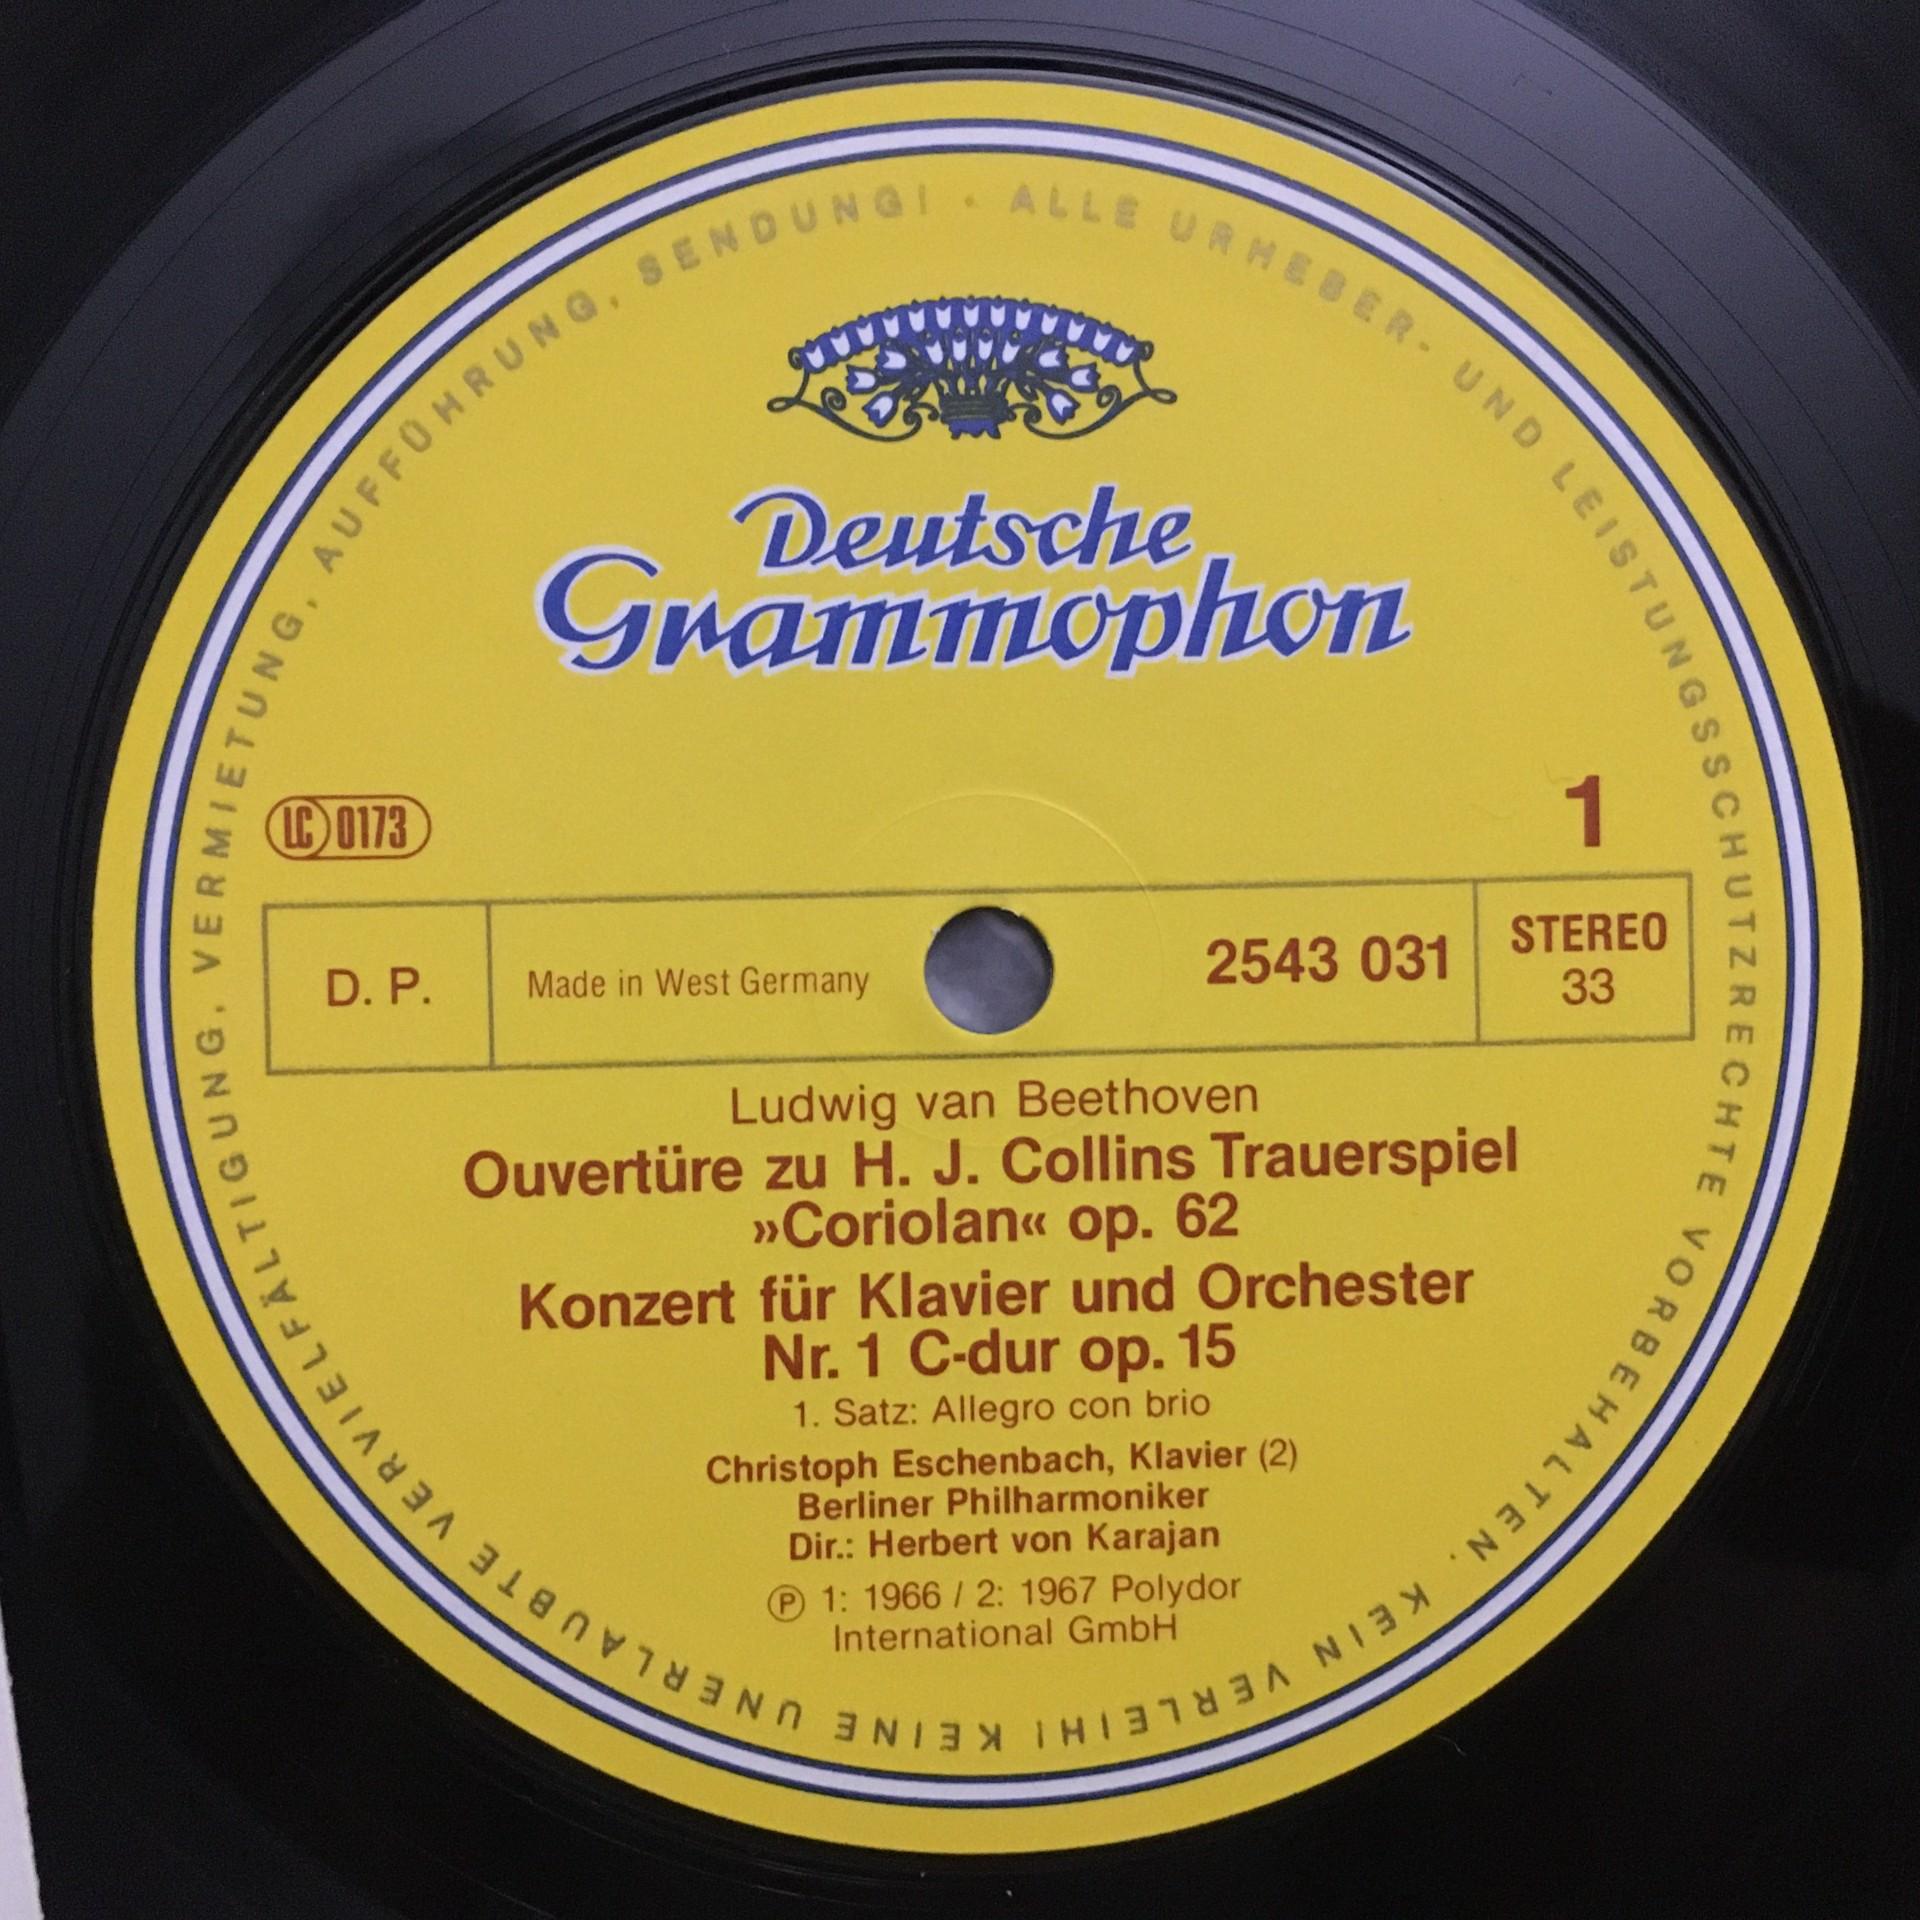 Deutsche
Grammophon
LC 0173
1
D. P.
Made in West Germany
2543 031
STEREO
33
Ludwig van Beethoven
Ouvertüre zu H. J. Collins Trauerspiel
»Coriolan« op. 62
Konzert für Klavier und Orchester
Nr. 1 C-dur op. 15
1. Satz: Allegro con brio
Christoph Eschenbach, Klavier (2)
Berliner Philharmoniker
Dir.: Herbert von Karajan
Ⓟ 1: 1966 / 2: 1967 Polydor
International GmbH
ALLE URHEBER- UND LEISTUNGSSCHUTZRECHTE VORBEHALTEN. KEIN VERLEIH! KEINE UNERLAUBTE VERVIELFÄLTIGUNG, VERMIETUNG, AUFFÜHRUNG, SENDUNG! ·